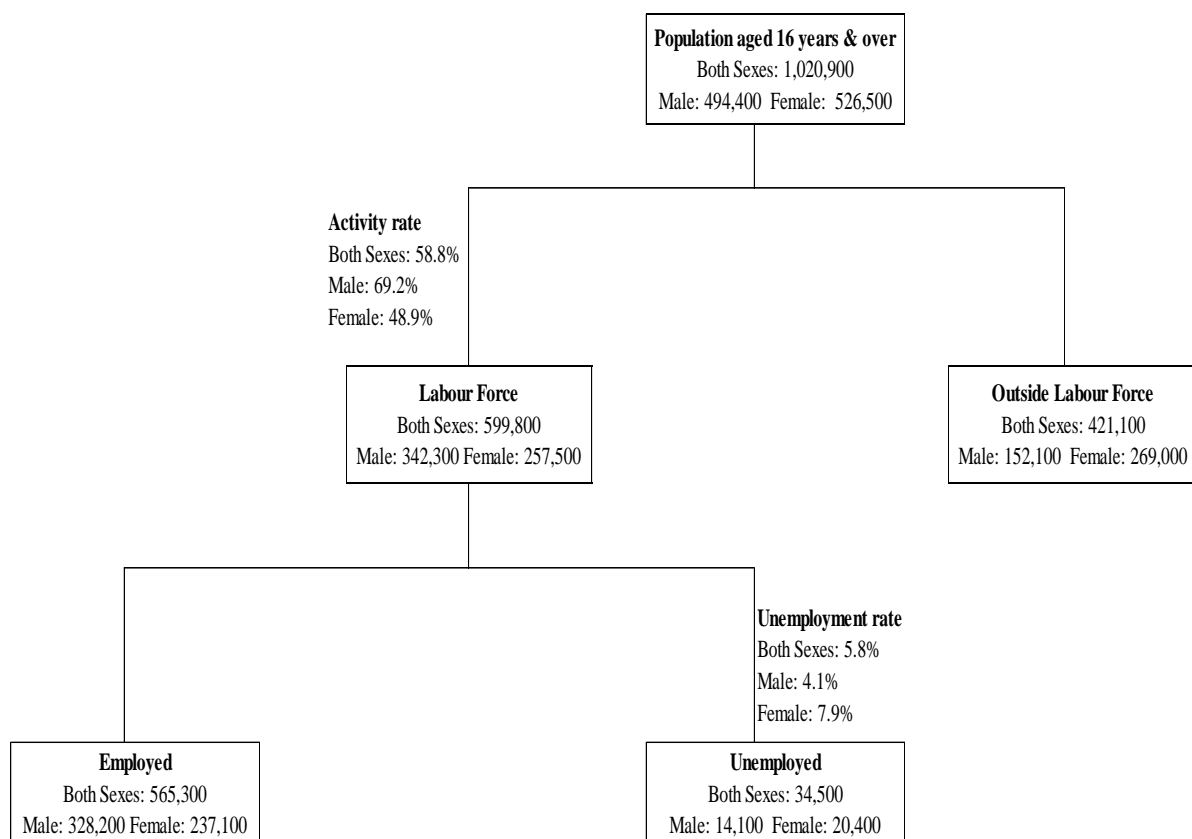 Population aged 16 years & over
Both Sexes: 1,020,900
Male: 494,400 Female: 526,500
Activity rate
Both Sexes: 58.8%
Male: 69.2%
Female: 48.9%
Labour Force
Both Sexes: 599,800
Male: 342,300 Female: 257,500
Outside Labour Force
Both Sexes: 421,100
Male: 152,100 Female: 269,000
Unemployment rate
Both Sexes: 5.8%
Male: 4.1%
Female: 7.9%
Employed
Both Sexes: 565,300
Male: 328,200 Female: 237,100
Unemployed
Both Sexes: 34,500
Male: 14,100 Female: 20,400